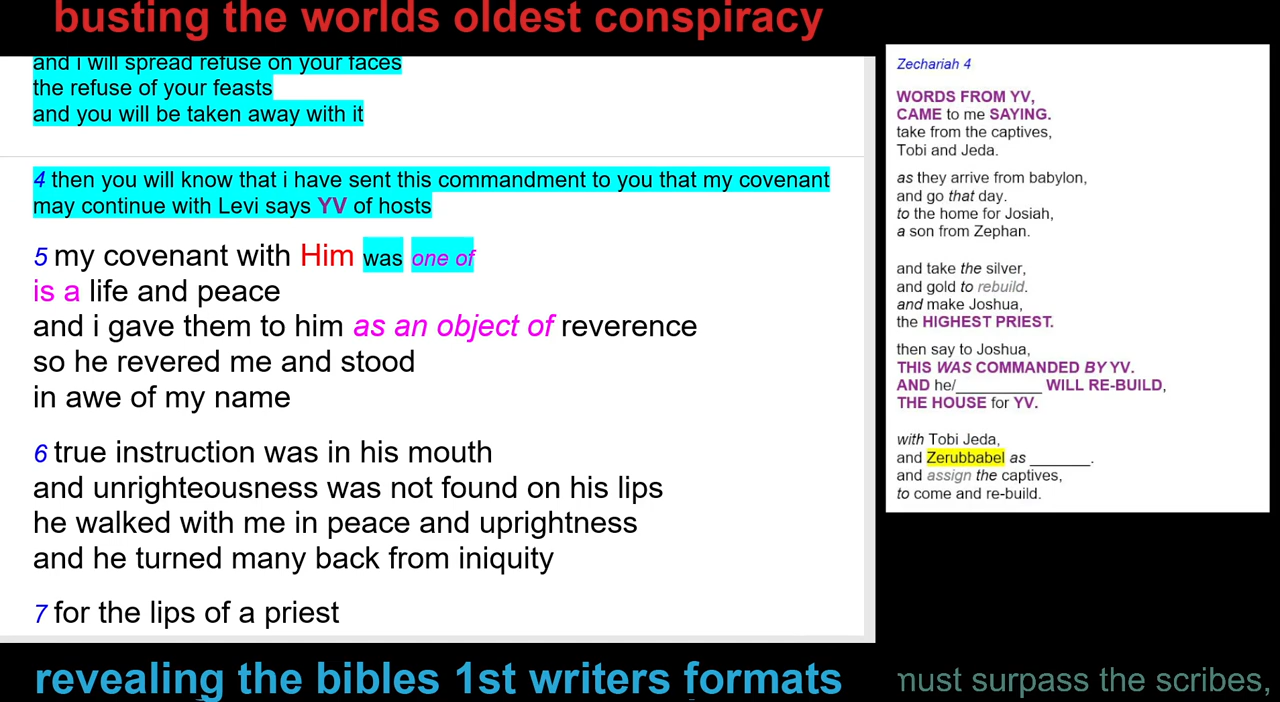 busting the worlds oldest conspiracy
and i will spread refuse on your faces
the refuse of your feasts
and you will be taken away with it
4 then you will know that i have sent this commandment to you that my covenant
may continue with Levi says YV of hosts
5 my covenant with Him was one of
is a life and peace
and i gave them to him as an object of reverence
so he revered me and stood
in awe of my name
6 true instruction was in his mouth
and unrighteousness was not found on his lips
he walked with me in peace and uprightness
and he turned many back from iniquity
7 for the lips of a priest
Zechariah 4
WORDS FROM YV,
CAME to me SAYING.
take from the captives,
Tobi and Jeda.
as they arrive from babylon,
and go that day.
to the home for Josiah,
a son from Zephan.
and take the silver,
and gold to rebuild.
and make Joshua,
the HIGHEST PRIEST.
then say to Joshua,
THIS WAS COMMANDED BY YV.
AND he/__________ WILL RE-BUILD,
THE HOUSE for YV.
with Tobi Jeda,
and Zerubbabel as _______.
and assign the captives,
to come and re-build.
revealing the bibles 1st writers formats
must surpass the scribes,